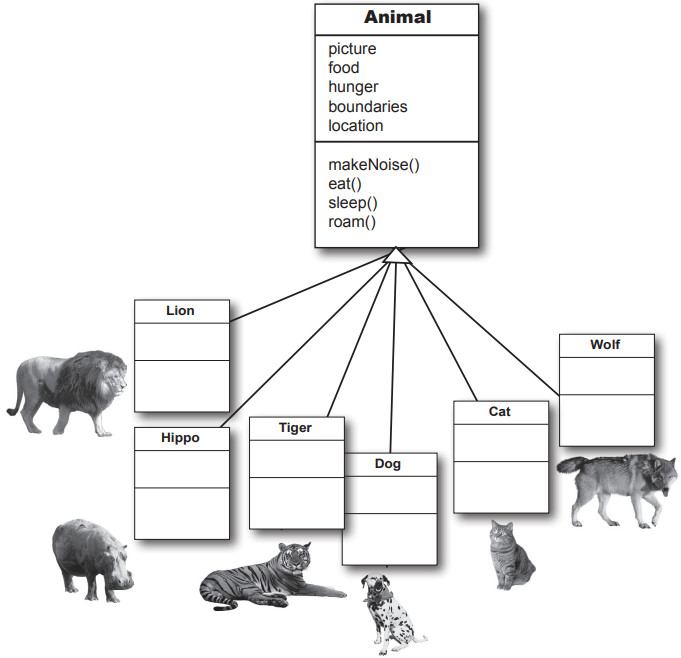 Animal
picture
food
hunger
boundaries
location
makeNoise()
eat()
sleep()
roam()
Lion
Hippo
Tiger
Dog
Cat
Wolf